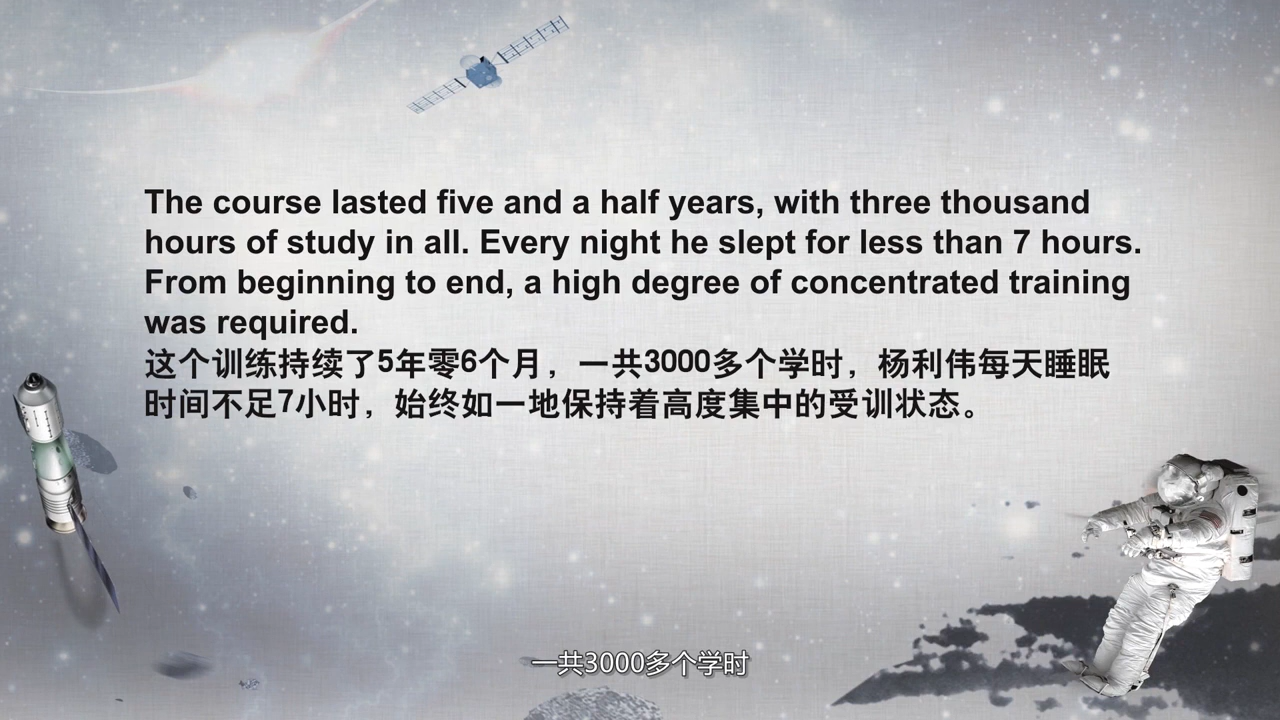 The course lasted five and a half years, with three thousand
hours of study in all. Every night he slept for less than 7 hours.
From beginning to end, a high degree of concentrated training
was required.
这个训练持续了5年零6个月，一共3000多个学时，杨利伟每天睡眠
时间不足7小时，始终如一地保持着高度集中的受训状态。
一共3000多个学时